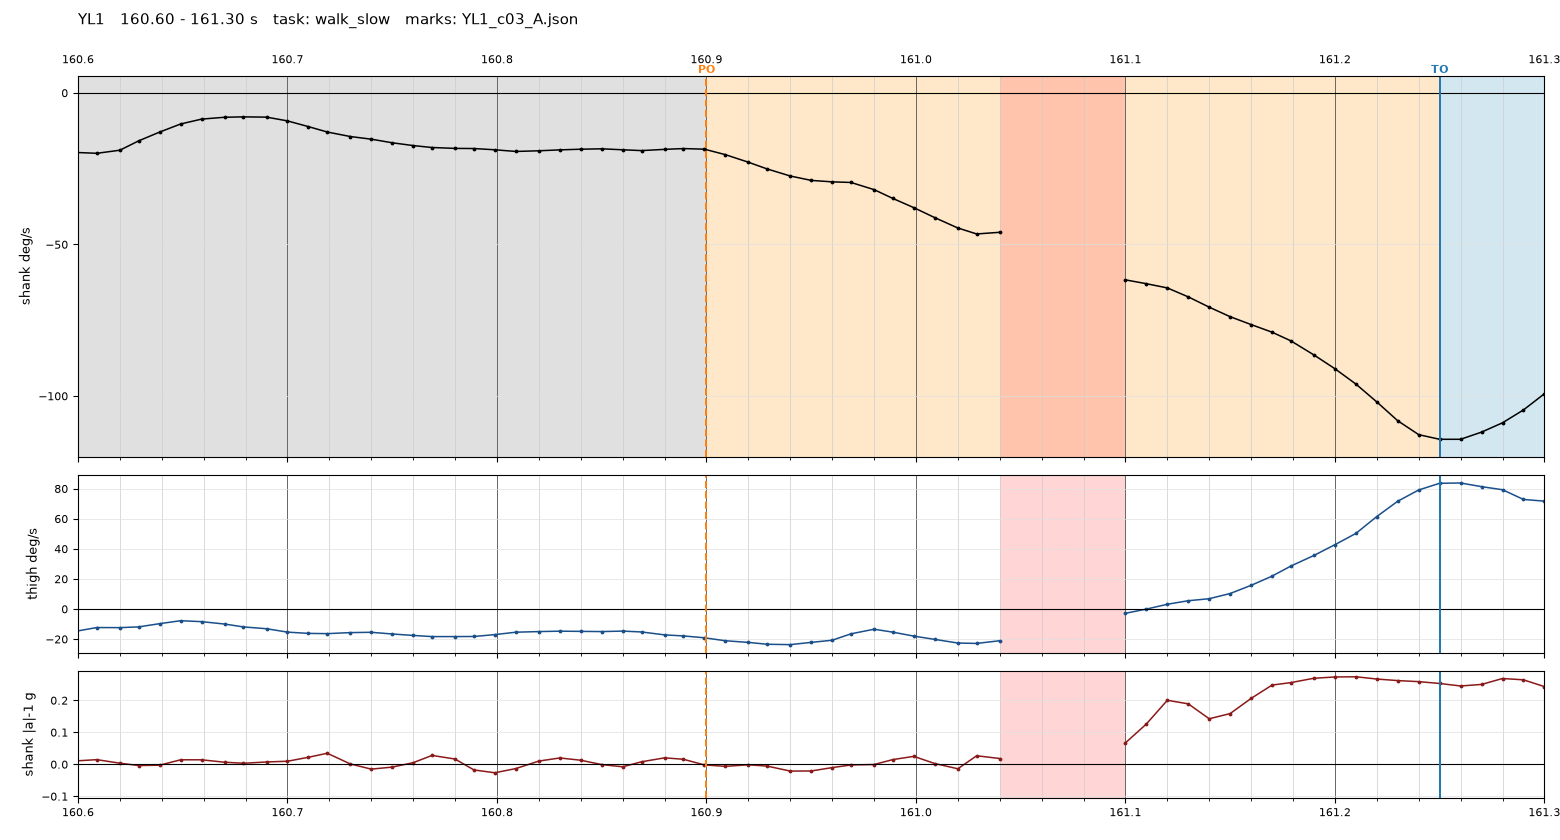 YL1   160.60 - 161.30 s   task: walk_slow   marks: YL1_c03_A.json
160.6 160.7 160.8 160.9 161.0 161.1 161.2 161.3
PO TO
0
−50
−100
shank deg/s
80
60
40
20
0
−20
thigh deg/s
0.2
0.1
0.0
−0.1
shank |a|-1 g
160.6 160.7 160.8 160.9 161.0 161.1 161.2 161.3